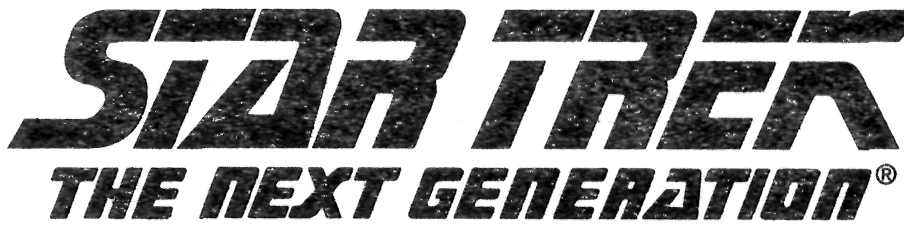 STAR TREK
THE NEXT GENERATION®